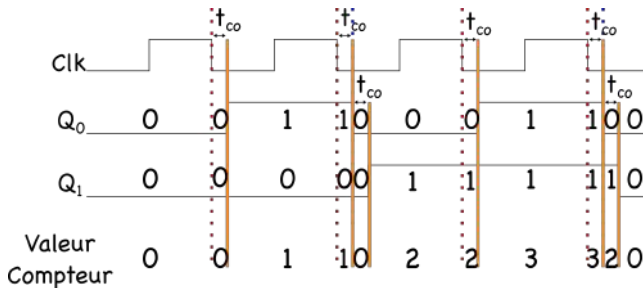 tco tco tco tco
Clk
tco tco
Q0 0 0 1 1 0 0 0 1 1 0 0
Q1 0 0 0 0 0 1 1 1 1 1 0
Valeur
Compteur 0 0 1 1 0 2 2 3 3 2 0